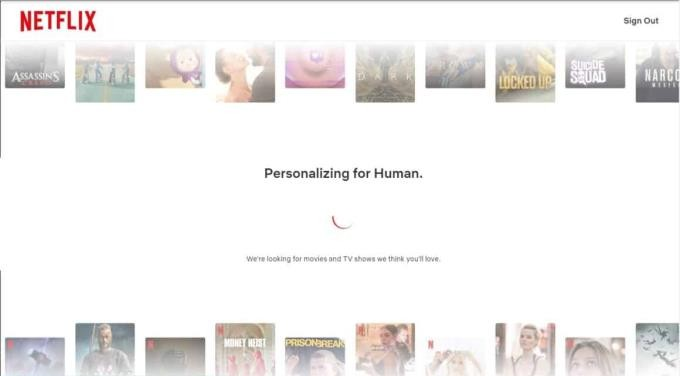 NETFLIX
Sign Out
ASSASSIN'S
DARK
LOCKED UP
SUICIDE
SQUAD
NARCO
Personalizing for Human.
We're looking for movies and TV shows we think you'll love.
MONEY HEIST
PRISON BREAK